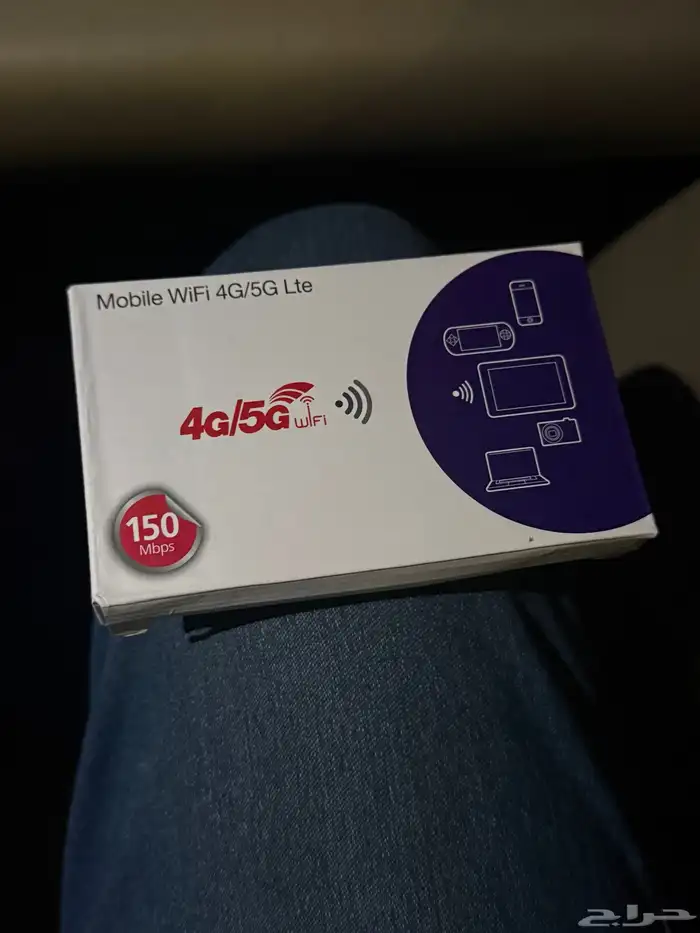 Mobile WiFi 4G/5G Lte
4G/5G WiFi
150
Mbps
حراج